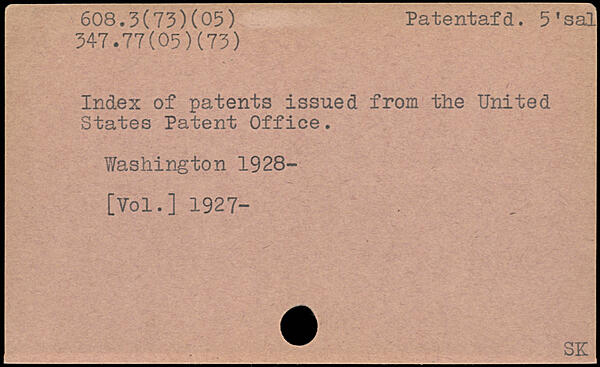 608.3(73)(05) Patentafd. 5'sal
347.77(05)(73)
Index of patents issued from the United
States Patent Office.
Washington 1928-
[Vol.] 1927-
SK